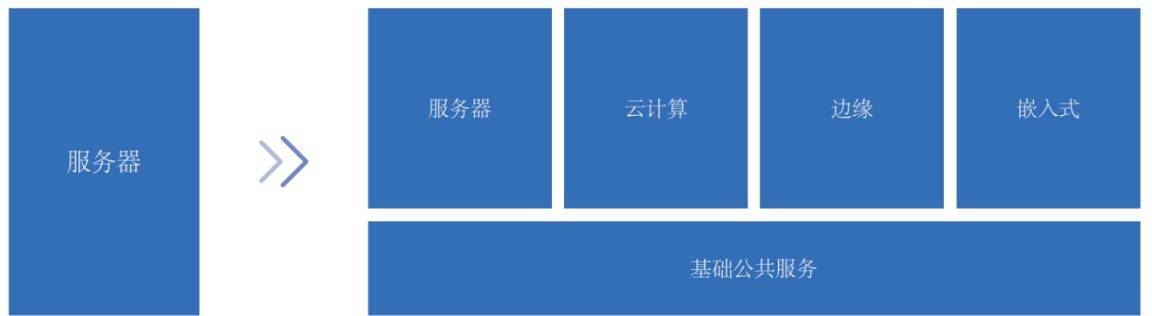 服务器
服务器
云计算
边缘
嵌入式
基础公共服务